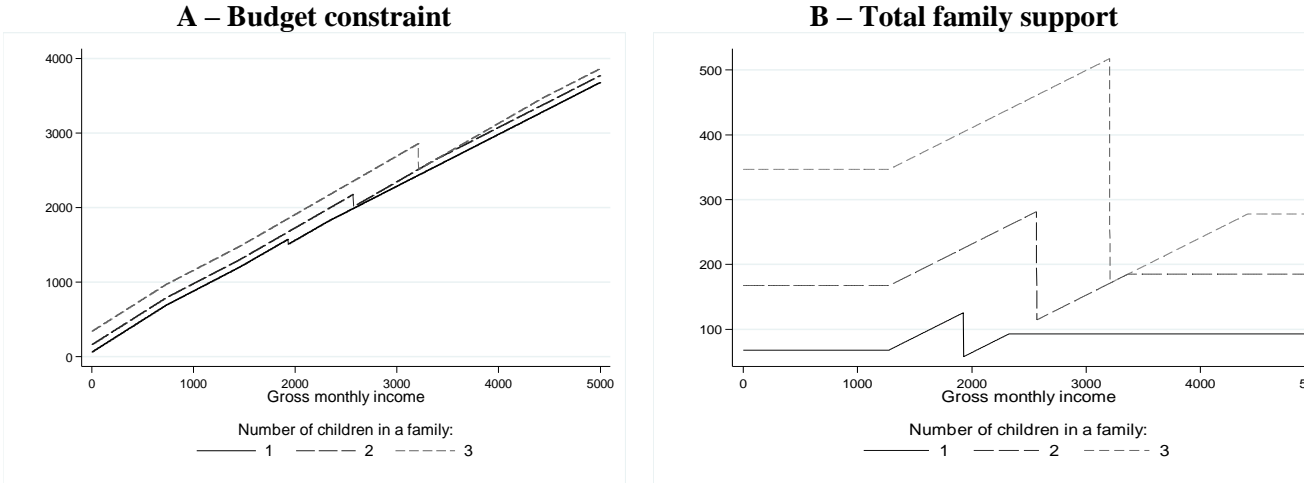 A – Budget constraint
4000
3000
2000
1000
0
0 1000 2000 3000 4000 5000
Gross monthly income
Number of children in a family:
1 2 3
B – Total family support
500
400
300
200
100
0 1000 2000 3000 4000
Gross monthly income
Number of children in a family:
1 2 3